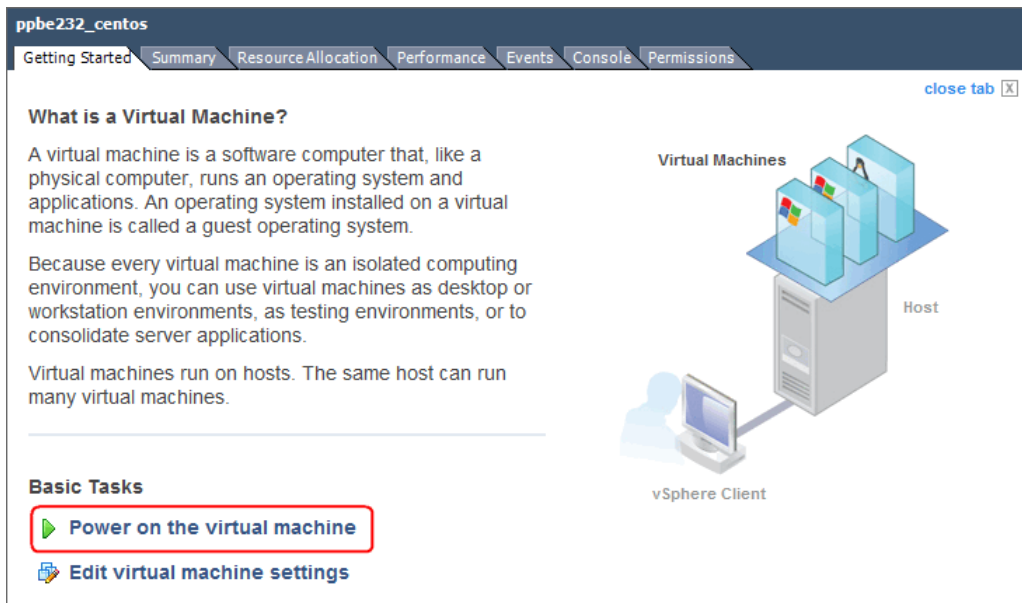 ppbe232_centos
Getting Started Summary Resource Allocation Performance Events Console Permissions
close tab X
What is a Virtual Machine?
A virtual machine is a software computer that, like a
physical computer, runs an operating system and
applications. An operating system installed on a virtual
machine is called a guest operating system.
Because every virtual machine is an isolated computing
environment, you can use virtual machines as desktop or
workstation environments, as testing environments, or to
consolidate server applications.
Virtual machines run on hosts. The same host can run
many virtual machines.
Virtual Machines
Host
vSphere Client
Basic Tasks
Power on the virtual machine
Edit virtual machine settings